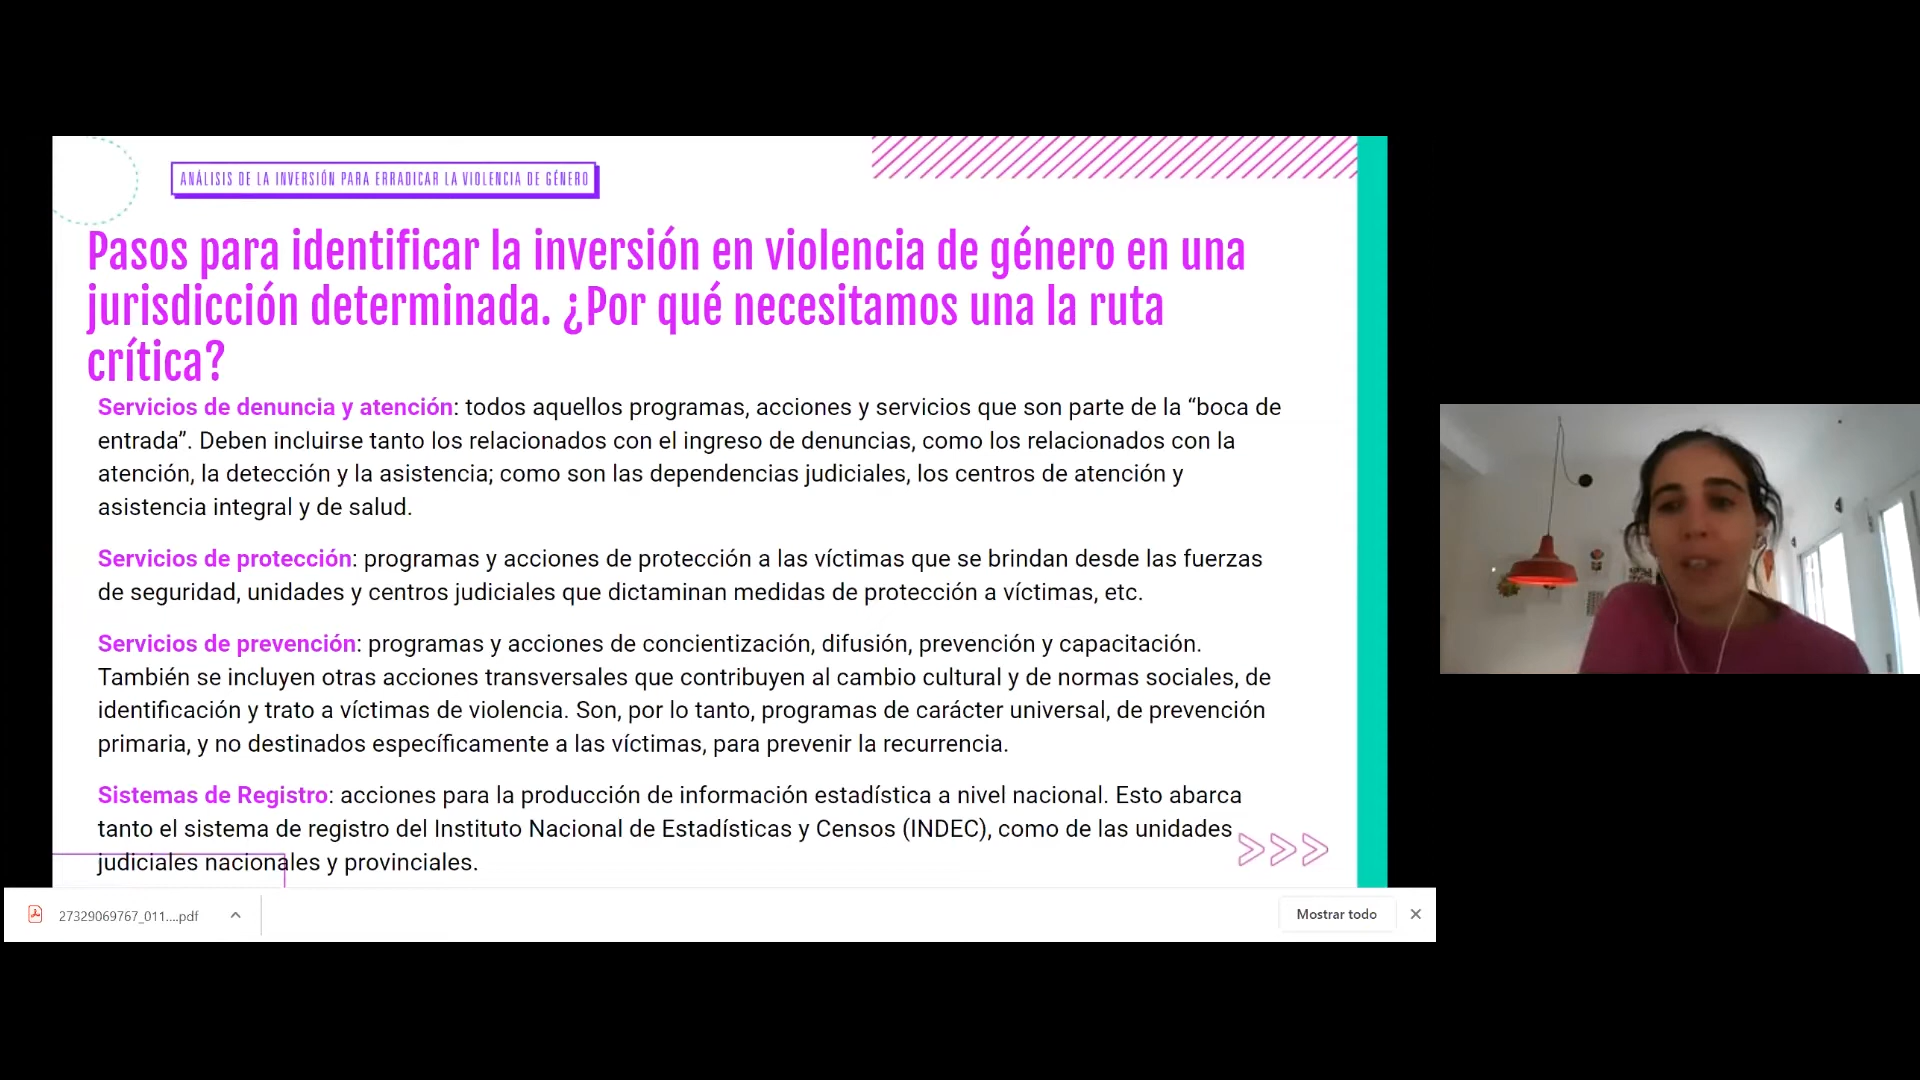 ANÁLISIS DE LA INVERSIÓN PARA ERRADICAR LA VIOLENCIA DE GÉNERO
Pasos para identificar la inversión en violencia de género en una
jurisdicción determinada. ¿Por qué necesitamos una la ruta
crítica?
Servicios de denuncia y atención: todos aquellos programas, acciones y servicios que son parte de la “boca de
entrada”. Deben incluirse tanto los relacionados con el ingreso de denuncias, como los relacionados con la
atención, la detección y la asistencia; como son las dependencias judiciales, los centros de atención y
asistencia integral y de salud.
Servicios de protección: programas y acciones de protección a las víctimas que se brindan desde las fuerzas
de seguridad, unidades y centros judiciales que dictaminan medidas de protección a víctimas, etc.
Servicios de prevención: programas y acciones de concientización, difusión, prevención y capacitación.
También se incluyen otras acciones transversales que contribuyen al cambio cultural y de normas sociales, de
identificación y trato a víctimas de violencia. Son, por lo tanto, programas de carácter universal, de prevención
primaria, y no destinados específicamente a las víctimas, para prevenir la recurrencia.
Sistemas de Registro: acciones para la producción de información estadística a nivel nacional. Esto abarca
tanto el sistema de registro del Instituto Nacional de Estadísticas y Censos (INDEC), como de las unidades
judiciales nacionales y provinciales.
27329069767_011....pdf
Mostrar todo